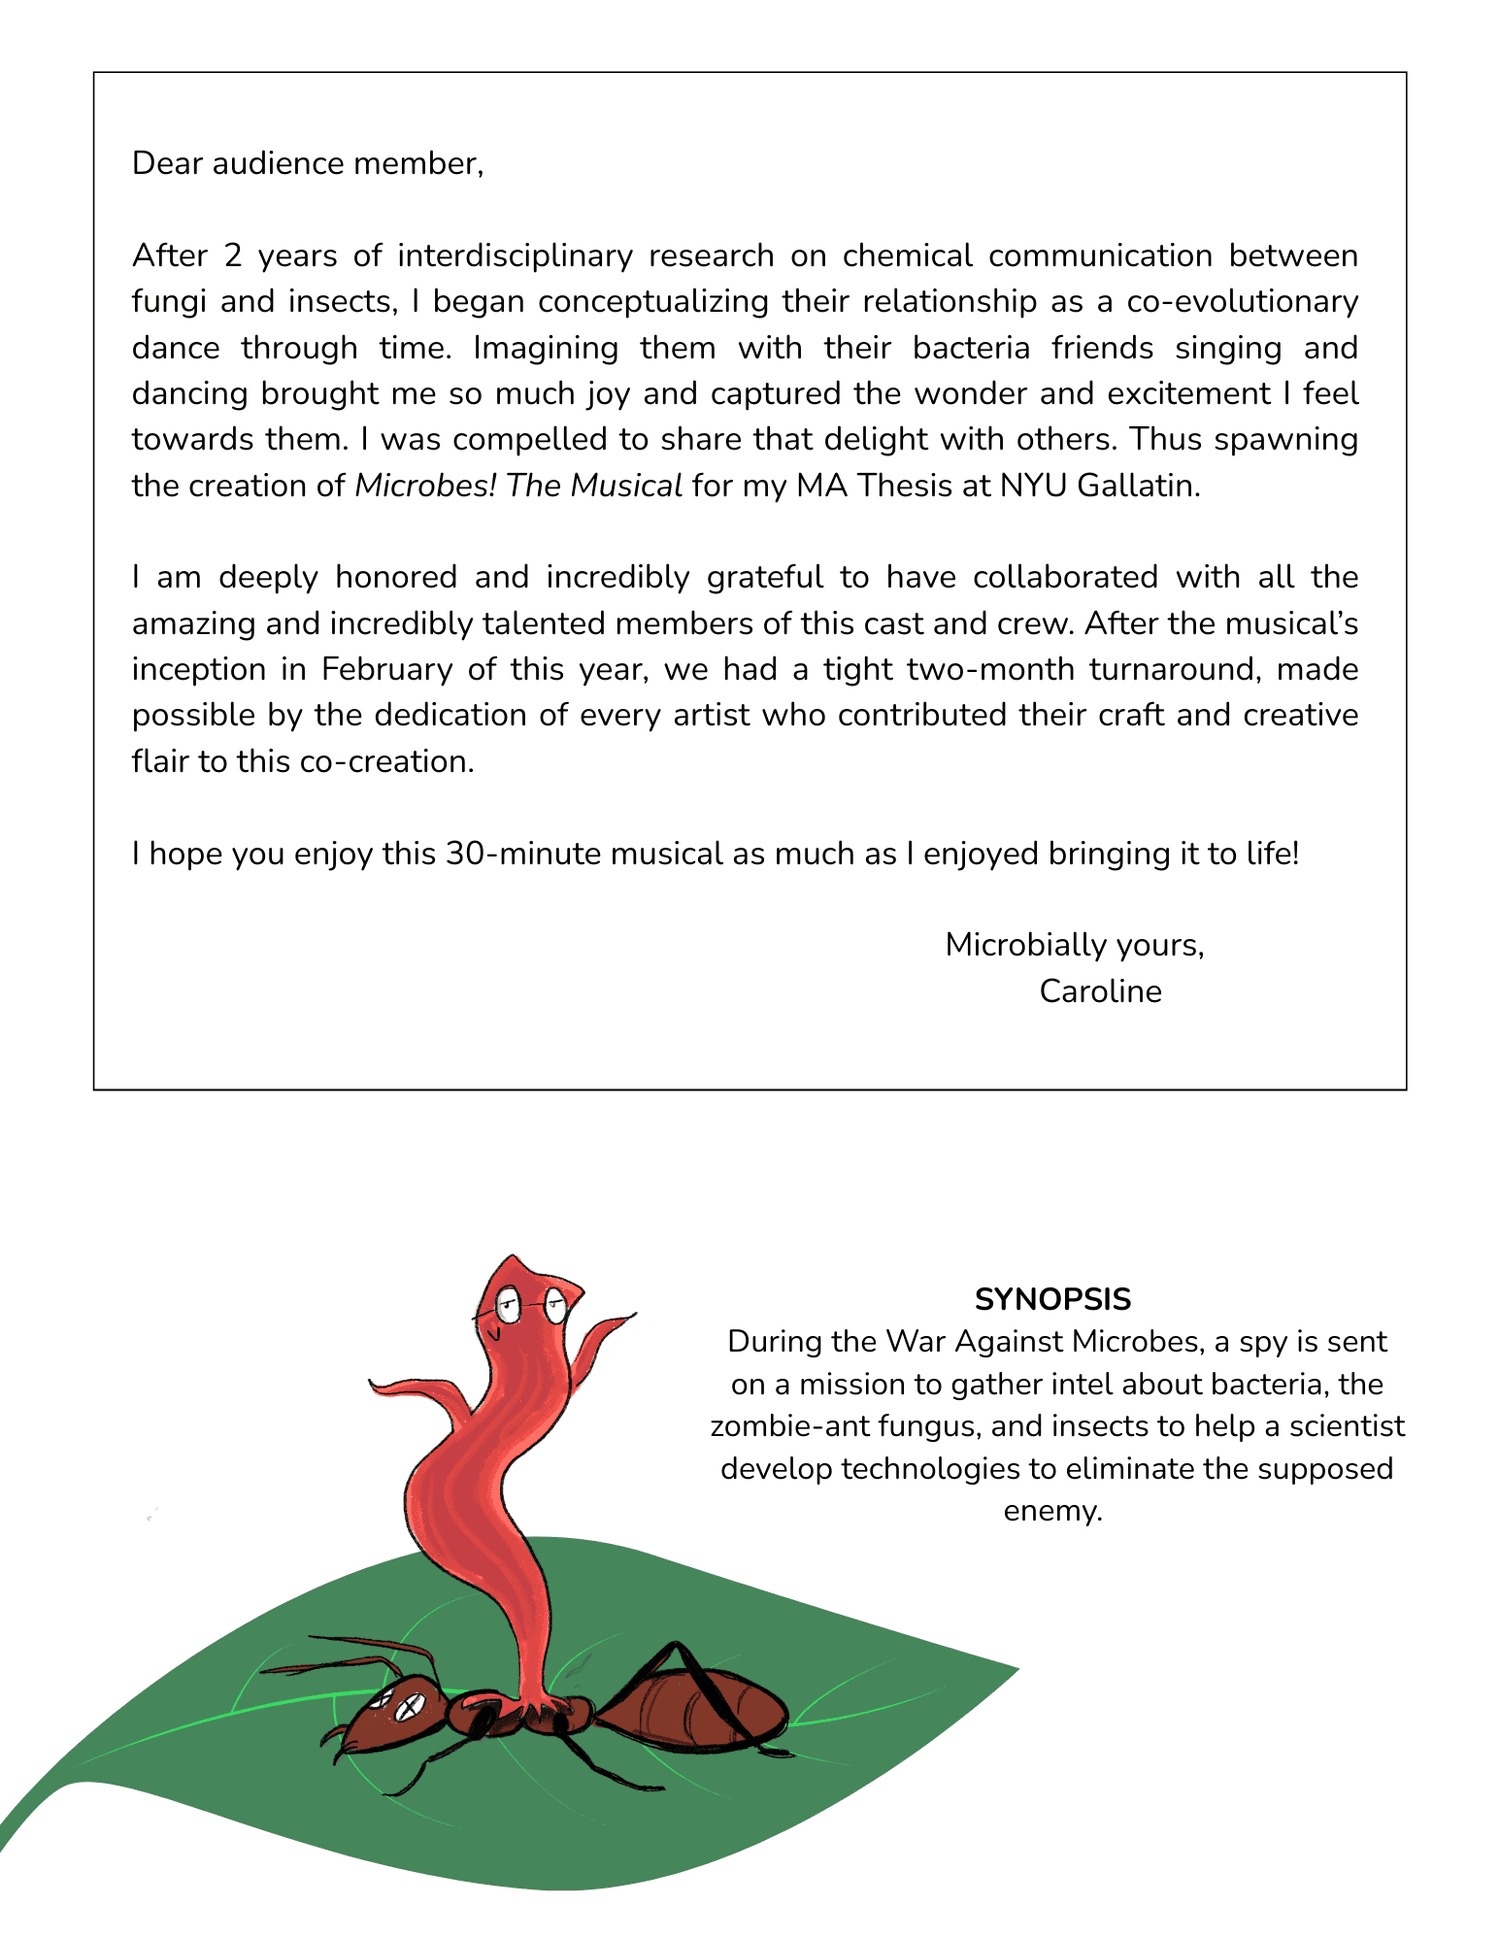 Dear audience member,
After 2 years of interdisciplinary research on chemical communication between
fungi and insects, I began conceptualizing their relationship as a co-evolutionary
dance through time. Imagining them with their bacteria friends singing and
dancing brought me so much joy and captured the wonder and excitement I feel
towards them. I was compelled to share that delight with others. Thus spawning
the creation of Microbes! The Musical for my MA Thesis at NYU Gallatin.
I am deeply honored and incredibly grateful to have collaborated with all the
amazing and incredibly talented members of this cast and crew. After the musical’s
inception in February of this year, we had a tight two-month turnaround, made
possible by the dedication of every artist who contributed their craft and creative
flair to this co-creation.
I hope you enjoy this 30-minute musical as much as I enjoyed bringing it to life!
Microbially yours,
Caroline
SYNOPSIS
During the War Against Microbes, a spy is sent
on a mission to gather intel about bacteria, the
zombie-ant fungus, and insects to help a scientist
develop technologies to eliminate the supposed
enemy.